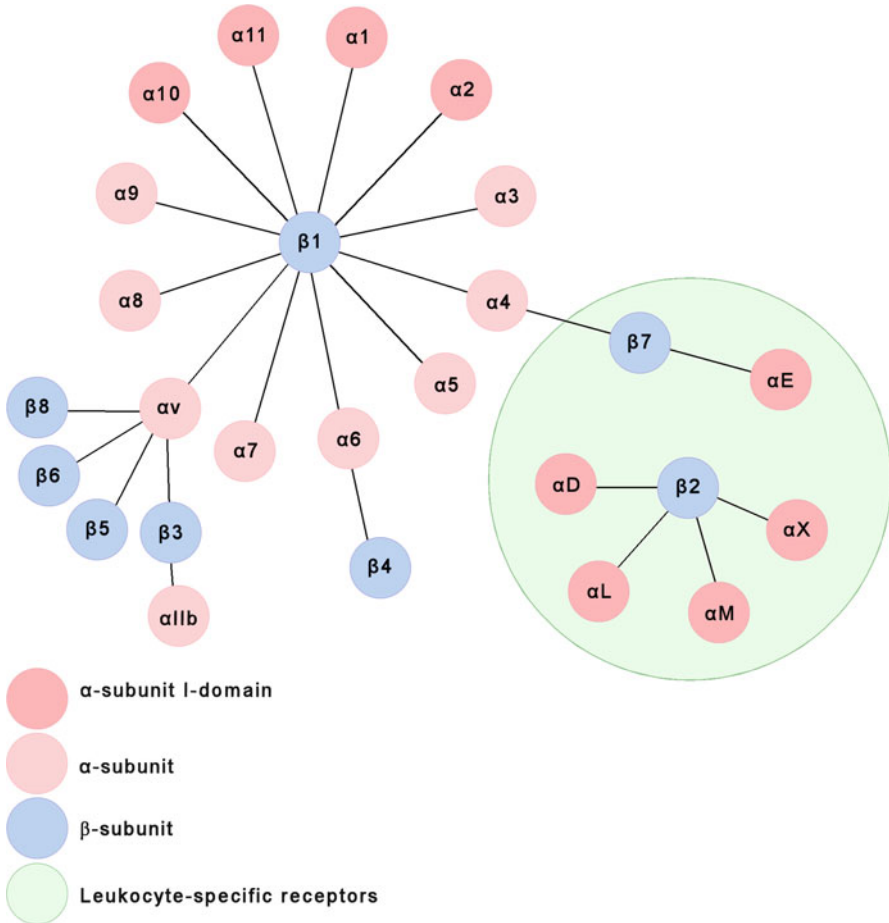 α11
α1
α10
α2
α9
α3
β1
α8
α4
β7
αE
α5
β8
αv
α7
α6
β6
αD
β2
β5
β3
αX
β4
αL
αM
αIIb
α-subunit I-domain
α-subunit
β-subunit
Leukocyte-specific receptors